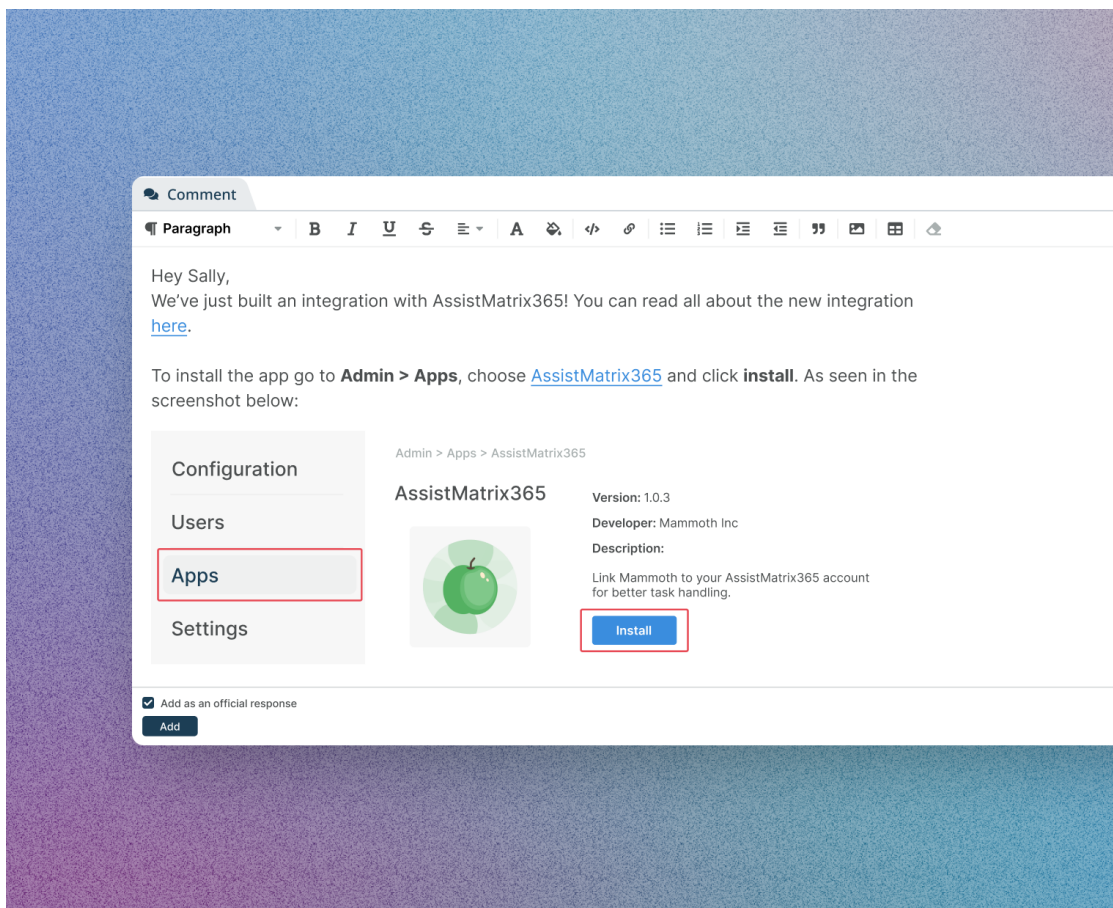 Comment
Paragraph
Hey Sally,
We’ve just built an integration with AssistMatrix365! You can read all about the new integration
here.
To install the app go to Admin > Apps, choose AssistMatrix365 and click install. As seen in the
screenshot below:
Configuration
Users
Apps
Settings
Admin > Apps > AssistMatrix365
AssistMatrix365
Version: 1.0.3
Developer: Mammoth Inc
Description:
Link Mammoth to your AssistMatrix365 account
for better task handling.
Install
Add as an official response
Add